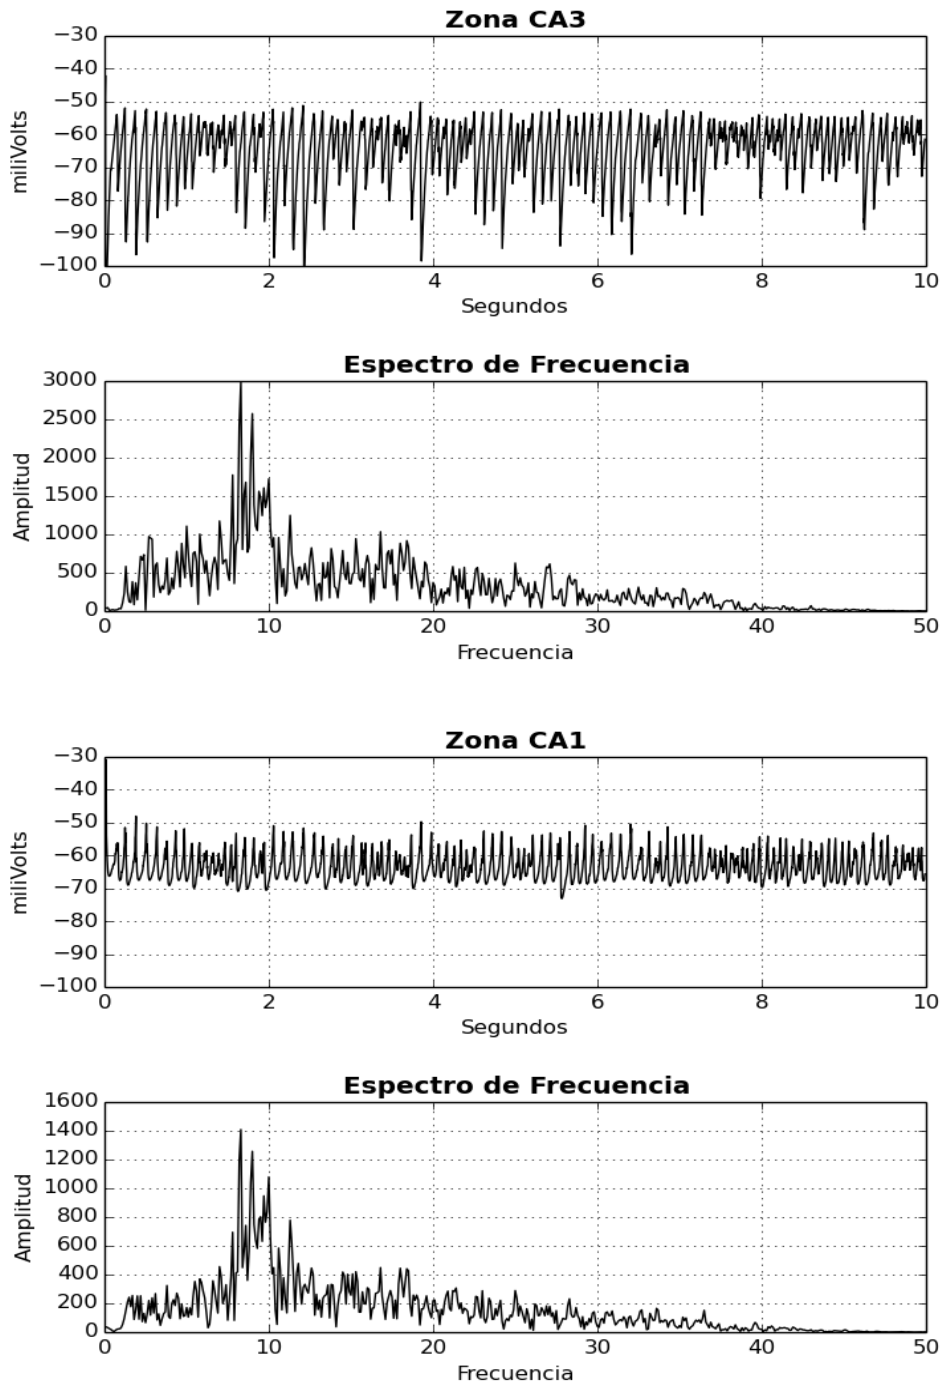 Zona CA3
−30
−40
−50
−60
−70
−80
−90
−100
miliVolts
0 2 4 6 8 10
Segundos
Espectro de Frecuencia
3000
2500
2000
1500
1000
500
0
Amplitud
0 10 20 30 40 50
Frecuencia
Zona CA1
−30
−40
−50
−60
−70
−80
−90
−100
miliVolts
0 2 4 6 8 10
Segundos
Espectro de Frecuencia
1600
1400
1200
1000
800
600
400
200
0
Amplitud
0 10 20 30 40 50
Frecuencia